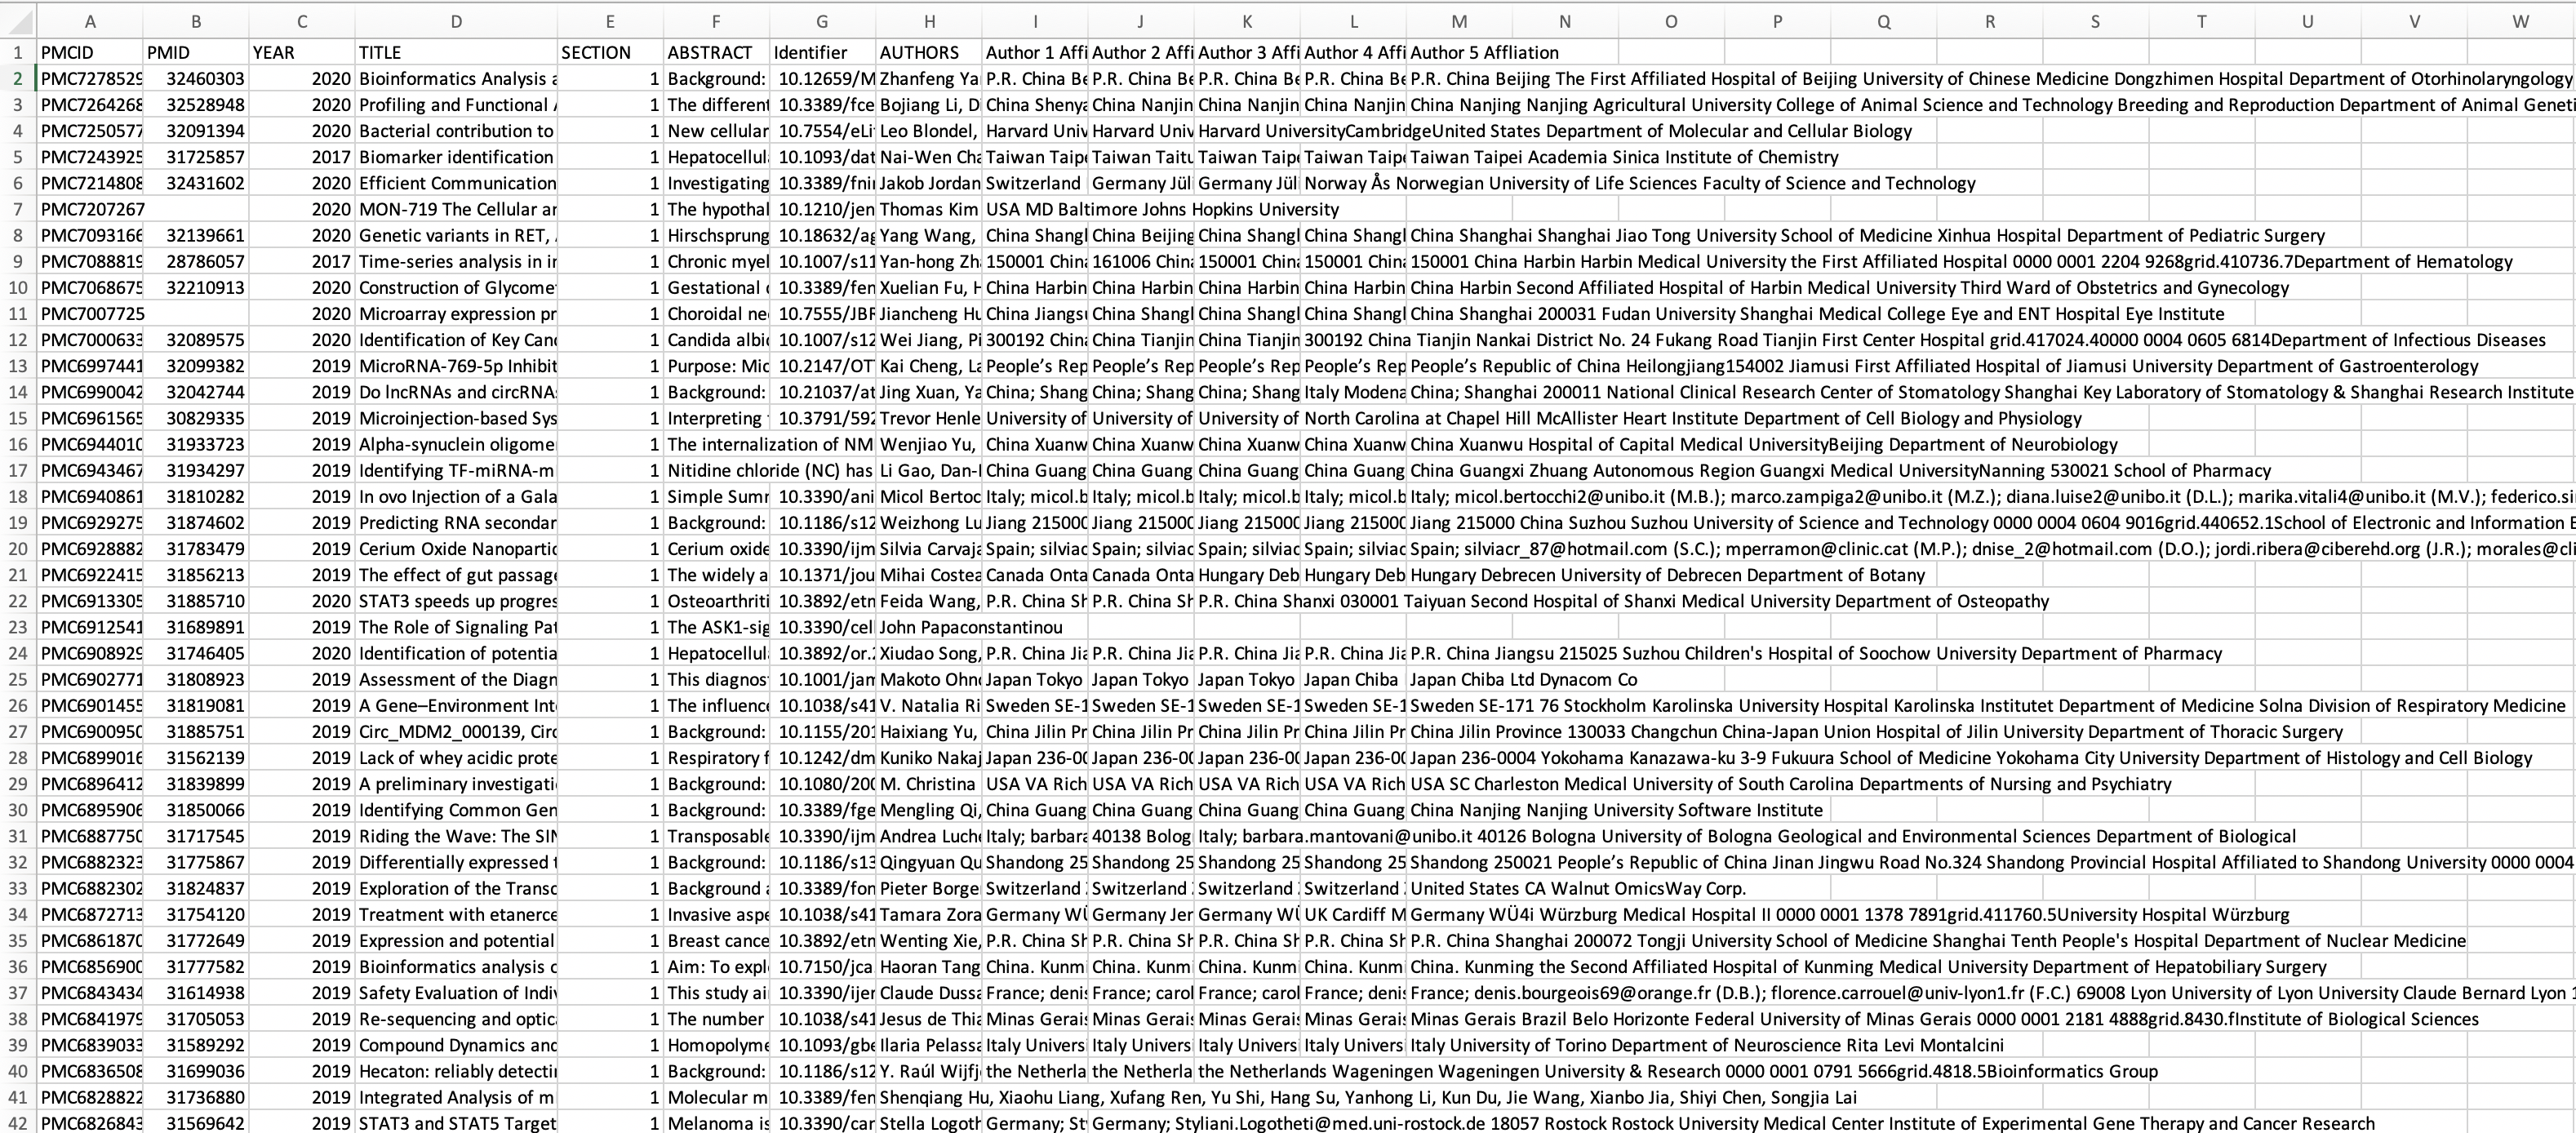 A B C D E F G H I J K L M N O P Q R S T U V W
1 PMCID PMID YEAR TITLE SECTION ABSTRACT Identifier AUTHORS Author 1 Affi Author 2 Affi Author 3 Affi Author 4 Affi Author 5 Affliation
2 PMC7278529 32460303 2020 Bioinformatics Analysis a 1 Background: 10.12659/M Zhanfeng Ya P.R. China Be P.R. China Be P.R. China Be P.R. China Be P.R. China Beijing The First Affiliated Hospital of Beijing University of Chinese Medicine Dongzhimen Hospital Department of Otorhinolaryngology
3 PMC7264268 32528948 2020 Profiling and Functional A 1 The different 10.3389/fce Bojiang Li, D China Shenya China Nanjin China Nanjin China Nanjin China Nanjing Nanjing Agricultural University College of Animal Science and Technology Breeding and Reproduction Department of Animal Geneti
4 PMC7250577 32091394 2020 Bacterial contribution to 1 New cellular 10.7554/eLi Leo Blondel, Harvard Univ Harvard Univ Harvard UniversityCambridgeUnited States Department of Molecular and Cellular Biology
5 PMC7243925 31725857 2017 Biomarker identification 1 Hepatocellul 10.1093/dat Nai-Wen Cha Taiwan Taipe Taiwan Taitu Taiwan Taipe Taiwan Taipe Taiwan Taipei Academia Sinica Institute of Chemistry
6 PMC7214808 32431602 2020 Efficient Communication 1 Investigating 10.3389/fni Jakob Jordan Switzerland Germany Jül Germany Jül Norway Ås Norwegian University of Life Sciences Faculty of Science and Technology
7 PMC7207267 2020 MON-719 The Cellular ar 1 The hypothal 10.1210/jen Thomas Kim USA MD Baltimore Johns Hopkins University
8 PMC7093166 32139661 2020 Genetic variants in RET, 1 Hirschsprung 10.18632/ag Yang Wang, China Shangh China Beijing China Shangh China Shangh China Shanghai Shanghai Jiao Tong University School of Medicine Xinhua Hospital Department of Pediatric Surgery
9 PMC7088819 28786057 2017 Time-series analysis in ir 1 Chronic myel 10.1007/s11 Yan-hong Zh 150001 China 161006 China 150001 China 150001 China 150001 China Harbin Harbin Medical University the First Affiliated Hospital 0000 0001 2204 9268grid.410736.7Department of Hematology
10 PMC7068675 32210913 2020 Construction of Glycome 1 Gestational 10.3389/fen Xuelian Fu, H China Harbin China Harbin China Harbin China Harbin China Harbin Second Affiliated Hospital of Harbin Medical University Third Ward of Obstetrics and Gynecology
11 PMC7007725 2020 Microarray expression pr 1 Choroidal ne 10.7555/JBR Jiancheng Hu China Jiangsu China Shangh China Shangh China Shangh China Shanghai 200031 Fudan University Shanghai Medical College Eye and ENT Hospital Eye Institute
12 PMC7000633 32089575 2020 Identification of Key Canc 1 Candida albi 10.1007/s12 Wei Jiang, Pi 300192 China China Tianjin China Tianjin 300192 China Tianjin Nankai District No. 24 Fukang Road Tianjin First Center Hospital grid.417024.40000 0004 0605 6814Department of Infectious Diseases
13 PMC6997441 32099382 2019 MicroRNA-769-5p Inhibit 1 Purpose: Mic 10.2147/OT Kai Cheng, La People’s Rep People’s Rep People’s Rep People’s Rep People’s Republic of China Heilongjiang154002 Jiamusi First Affiliated Hospital of Jiamusi University Department of Gastroenterology
14 PMC6990042 32042744 2019 Do lncRNAs and circRNA 1 Background: 10.21037/at Jing Xuan, Ya China; Shang China; Shang China; Shang Italy Modena China; Shanghai 200011 National Clinical Research Center of Stomatology Shanghai Key Laboratory of Stomatology & Shanghai Research Institute
15 PMC6961565 30829335 2019 Microinjection-based Sys 1 Interpreting 10.3791/592 Trevor Henle University of University of University of North Carolina at Chapel Hill McAllister Heart Institute Department of Cell Biology and Physiology
16 PMC6944010 31933723 2019 Alpha-synuclein oligome 1 The internalization of NM Wenjiao Yu, China Xuanw China Xuanw China Xuanw China Xuanw China Xuanwu Hospital of Capital Medical UniversityBeijing Department of Neurobiology
17 PMC6943467 31934297 2019 Identifying TF-miRNA-m 1 Nitidine chloride (NC) has Li Gao, Dan-l China Guang China Guang China Guang China Guang China Guangxi Zhuang Autonomous Region Guangxi Medical UniversityNanning 530021 School of Pharmacy
18 PMC6940861 31810282 2019 In ovo Injection of a Gala 1 Simple Summ 10.3390/ani Micol Bertoc Italy; micol.b Italy; micol.b Italy; micol.b Italy; micol.b Italy; micol.bertocchi2@unibo.it (M.B.); marco.zampiga2@unibo.it (M.Z.); diana.luise2@unibo.it (D.L.); marika.vitali4@unibo.it (M.V.); federico.si
19 PMC6929275 31874602 2019 Predicting RNA secondar 1 Background: 10.1186/s12 Weizhong Lu Jiang 215000 Jiang 215000 Jiang 215000 Jiang 215000 Jiang 215000 China Suzhou Suzhou University of Science and Technology 0000 0004 0604 9016grid.440652.1School of Electronic and Information E
20 PMC6928882 31783479 2019 Cerium Oxide Nanopartic 1 Cerium oxide 10.3390/ijm Silvia Carvaja Spain; silviac Spain; silviac Spain; silviac Spain; silviac Spain; silviacr_87@hotmail.com (S.C.); mperramon@clinic.cat (M.P.); dnise_2@hotmail.com (D.O.); jordi.ribera@ciberehd.org (J.R.); morales@cli
21 PMC6922415 31856213 2019 The effect of gut passage 1 The widely a 10.1371/jou Mihai Costea Canada Onta Canada Onta Hungary Deb Hungary Deb Hungary Debrecen University of Debrecen Department of Botany
22 PMC6913305 31885710 2020 STAT3 speeds up progres 1 Osteoarthriti 10.3892/etn Feida Wang, P.R. China Sh P.R. China Sh P.R. China Shanxi 030001 Taiyuan Second Hospital of Shanxi Medical University Department of Osteopathy
23 PMC6912541 31689891 2019 The Role of Signaling Pat 1 The ASK1-sig 10.3390/cel John Papaconstantinou
24 PMC6908929 31746405 2020 Identification of potentia 1 Hepatocellul 10.3892/or. Xiudao Song, P.R. China Jia P.R. China Jia P.R. China Jia P.R. China Jia P.R. China Jiangsu 215025 Suzhou Children's Hospital of Soochow University Department of Pharmacy
25 PMC6902771 31808923 2019 Assessment of the Diagn 1 This diagnos 10.1001/jam Makoto Ohn Japan Tokyo Japan Tokyo Japan Tokyo Japan Chiba Japan Chiba Ltd Dynacom Co
26 PMC6901455 31819081 2019 A Gene–Environment Int 1 The influence 10.1038/s41 V. Natalia Ri Sweden SE-1 Sweden SE-1 Sweden SE-1 Sweden SE-1 Sweden SE-171 76 Stockholm Karolinska University Hospital Karolinska Institutet Department of Medicine Solna Division of Respiratory Medicine
27 PMC6900950 31885751 2019 Circ_MDM2_000139, Circ 1 Background: 10.1155/201 Haixiang Yu, China Jilin Pr China Jilin Pr China Jilin Pr China Jilin Pr China Jilin Province 130033 Changchun China-Japan Union Hospital of Jilin University Department of Thoracic Surgery
28 PMC6899016 31562139 2019 Lack of whey acidic prote 1 Respiratory f 10.1242/dm Kuniko Nakaj Japan 236-00 Japan 236-00 Japan 236-00 Japan 236-00 Japan 236-0004 Yokohama Kanazawa-ku 3-9 Fukuura School of Medicine Yokohama City University Department of Histology and Cell Biology
29 PMC6896412 31839899 2019 A preliminary investigati 1 Background: 10.1080/200 M. Christina USA VA Rich USA VA Rich USA VA Rich USA VA Rich USA SC Charleston Medical University of South Carolina Departments of Nursing and Psychiatry
30 PMC6895906 31850066 2019 Identifying Common Gen 1 Background: 10.3389/fge Mengling Qi, China Guang China Guang China Guang China Guang China Nanjing Nanjing University Software Institute
31 PMC6887750 31717545 2019 Riding the Wave: The SIN 1 Transposable 10.3390/ijm Andrea Luche Italy; barbara 40138 Bolog Italy; barbara.mantovani@unibo.it 40126 Bologna University of Bologna Geological and Environmental Sciences Department of Biological
32 PMC6882323 31775867 2019 Differentially expressed t 1 Background: 10.1186/s13 Qingyuan Qu Shandong 25 Shandong 25 Shandong 25 Shandong 25 Shandong 250021 People’s Republic of China Jinan Jingwu Road No.324 Shandong Provincial Hospital Affiliated to Shandong University 0000 0004
33 PMC6882302 31824837 2019 Exploration of the Transc 1 Background a 10.3389/fon Pieter Borge Switzerland Switzerland Switzerland Switzerland United States CA Walnut OmicsWay Corp.
34 PMC6872713 31754120 2019 Treatment with etanerce 1 Invasive aspe 10.1038/s41 Tamara Zora Germany WÜ Germany Jer Germany WÜ UK Cardiff M Germany WÜ4i Würzburg Medical Hospital II 0000 0001 1378 7891grid.411760.5University Hospital Würzburg
35 PMC6861870 31772649 2019 Expression and potential 1 Breast cance 10.3892/etn Wenting Xie, P.R. China Sh P.R. China Sh P.R. China Sh P.R. China Sh P.R. China Shanghai 200072 Tongji University School of Medicine Shanghai Tenth People's Hospital Department of Nuclear Medicine
36 PMC6856900 31777582 2019 Bioinformatics analysis o 1 Aim: To expl 10.7150/jca Haoran Tang China. Kunmi China. Kunmi China. Kunmi China. Kunmi China. Kunming the Second Affiliated Hospital of Kunming Medical University Department of Hepatobiliary Surgery
37 PMC6843434 31614938 2019 Safety Evaluation of Indiv 1 This study ai 10.3390/ijer Claude Dussa France; denis France; carol France; carol France; denis France; denis.bourgeois69@orange.fr (D.B.); florence.carrouel@univ-lyon1.fr (F.C.) 69008 Lyon University of Lyon University Claude Bernard Lyon 1
38 PMC6841979 31705053 2019 Re-sequencing and optic 1 The number 10.1038/s41 Jesus de Thia Minas Gerais Minas Gerais Minas Gerais Minas Gerais Minas Gerais Brazil Belo Horizonte Federal University of Minas Gerais 0000 0001 2181 4888grid.8430.fInstitute of Biological Sciences
39 PMC6839033 31589292 2019 Compound Dynamics and 1 Homopolyme 10.1093/gbe Ilaria Pelassa Italy Universi Italy Universi Italy Universi Italy Universi Italy University of Torino Department of Neuroscience Rita Levi Montalcini
40 PMC6836508 31699036 2019 Hecaton: reliably detecti 1 Background: 10.1186/s12 Y. Raúl Wijfj the Netherla the Netherla the Netherlands Wageningen Wageningen University & Research 0000 0001 0791 5666grid.4818.5Bioinformatics Group
41 PMC6828822 31736880 2019 Integrated Analysis of m 1 Molecular m 10.3389/fen Shenqiang Hu, Xiaohu Liang, Xufang Ren, Yu Shi, Hang Su, Yanhong Li, Kun Du, Jie Wang, Xianbo Jia, Shiyi Chen, Songjia Lai
42 PMC6826843 31569642 2019 STAT3 and STAT5 Target 1 Melanoma is 10.3390/car Stella Logoth Germany; Sty Germany; Styliani.Logotheti@med.uni-rostock.de 18057 Rostock Rostock University Medical Center Institute of Experimental Gene Therapy and Cancer Research